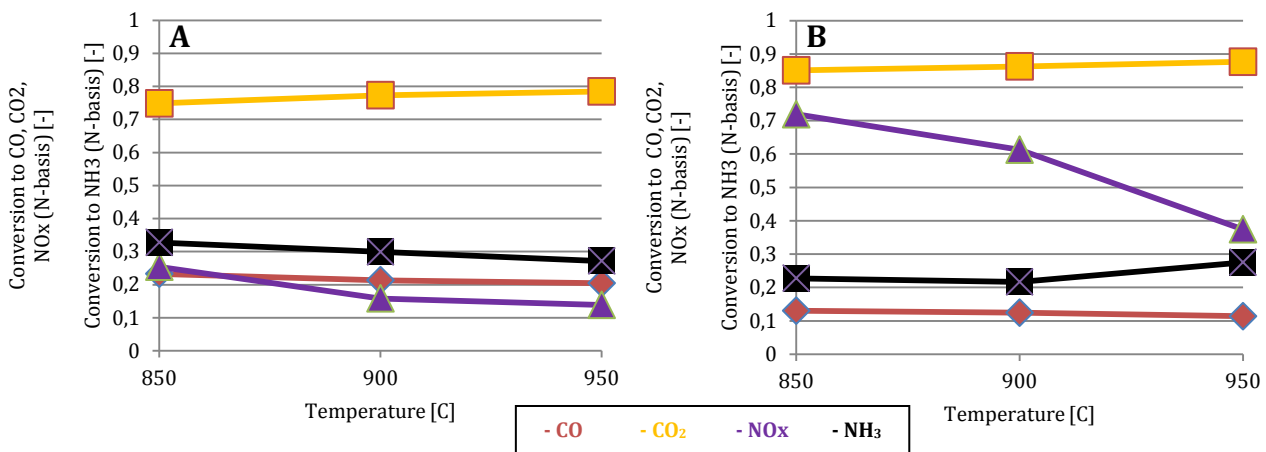 A
Conversion to CO, CO2,
NOx (N-basis) [-]
Conversion to NH3 (N-basis) [-]
1
0,9
0,8
0,7
0,6
0,5
0,4
0,3
0,2
0,1
0
850
900
950
Temperature [C]
B
Conversion to CO, CO2,
NOx (N-basis) [-]
Conversion to NH3 (N-basis) [-]
1
0,9
0,8
0,7
0,6
0,5
0,4
0,3
0,2
0,1
0
850
900
950
Temperature [C]
- CO - CO₂ - NOx - NH₃